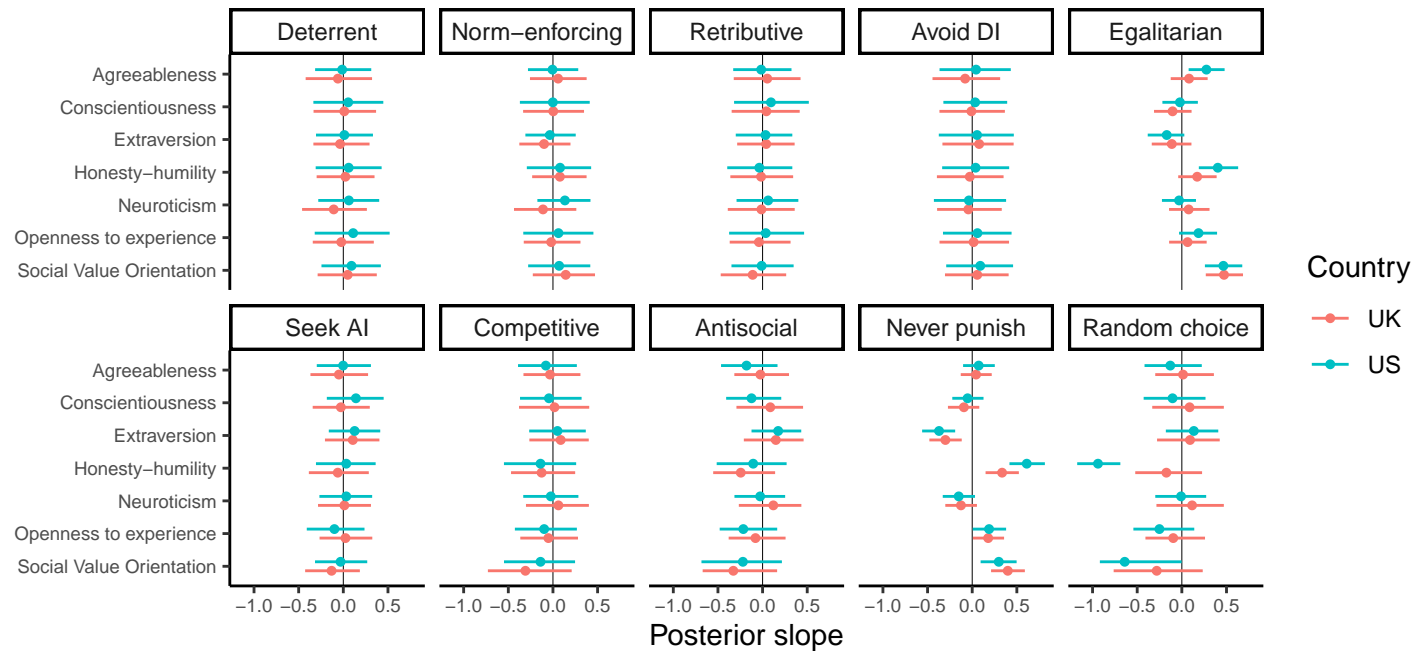 Deterrent Norm−enforcing Retributive Avoid DI Egalitarian
Agreeableness
Conscientiousness
Extraversion
Honesty−humility
Neuroticism
Openness to experience
Social Value Orientation
Country
UK
US
Seek AI Competitive Antisocial Never punish Random choice
Agreeableness
Conscientiousness
Extraversion
Honesty−humility
Neuroticism
Openness to experience
Social Value Orientation
−1.0 −0.5 0.0 0.5 −1.0 −0.5 0.0 0.5 −1.0 −0.5 0.0 0.5 −1.0 −0.5 0.0 0.5 −1.0 −0.5 0.0 0.5
Posterior slope